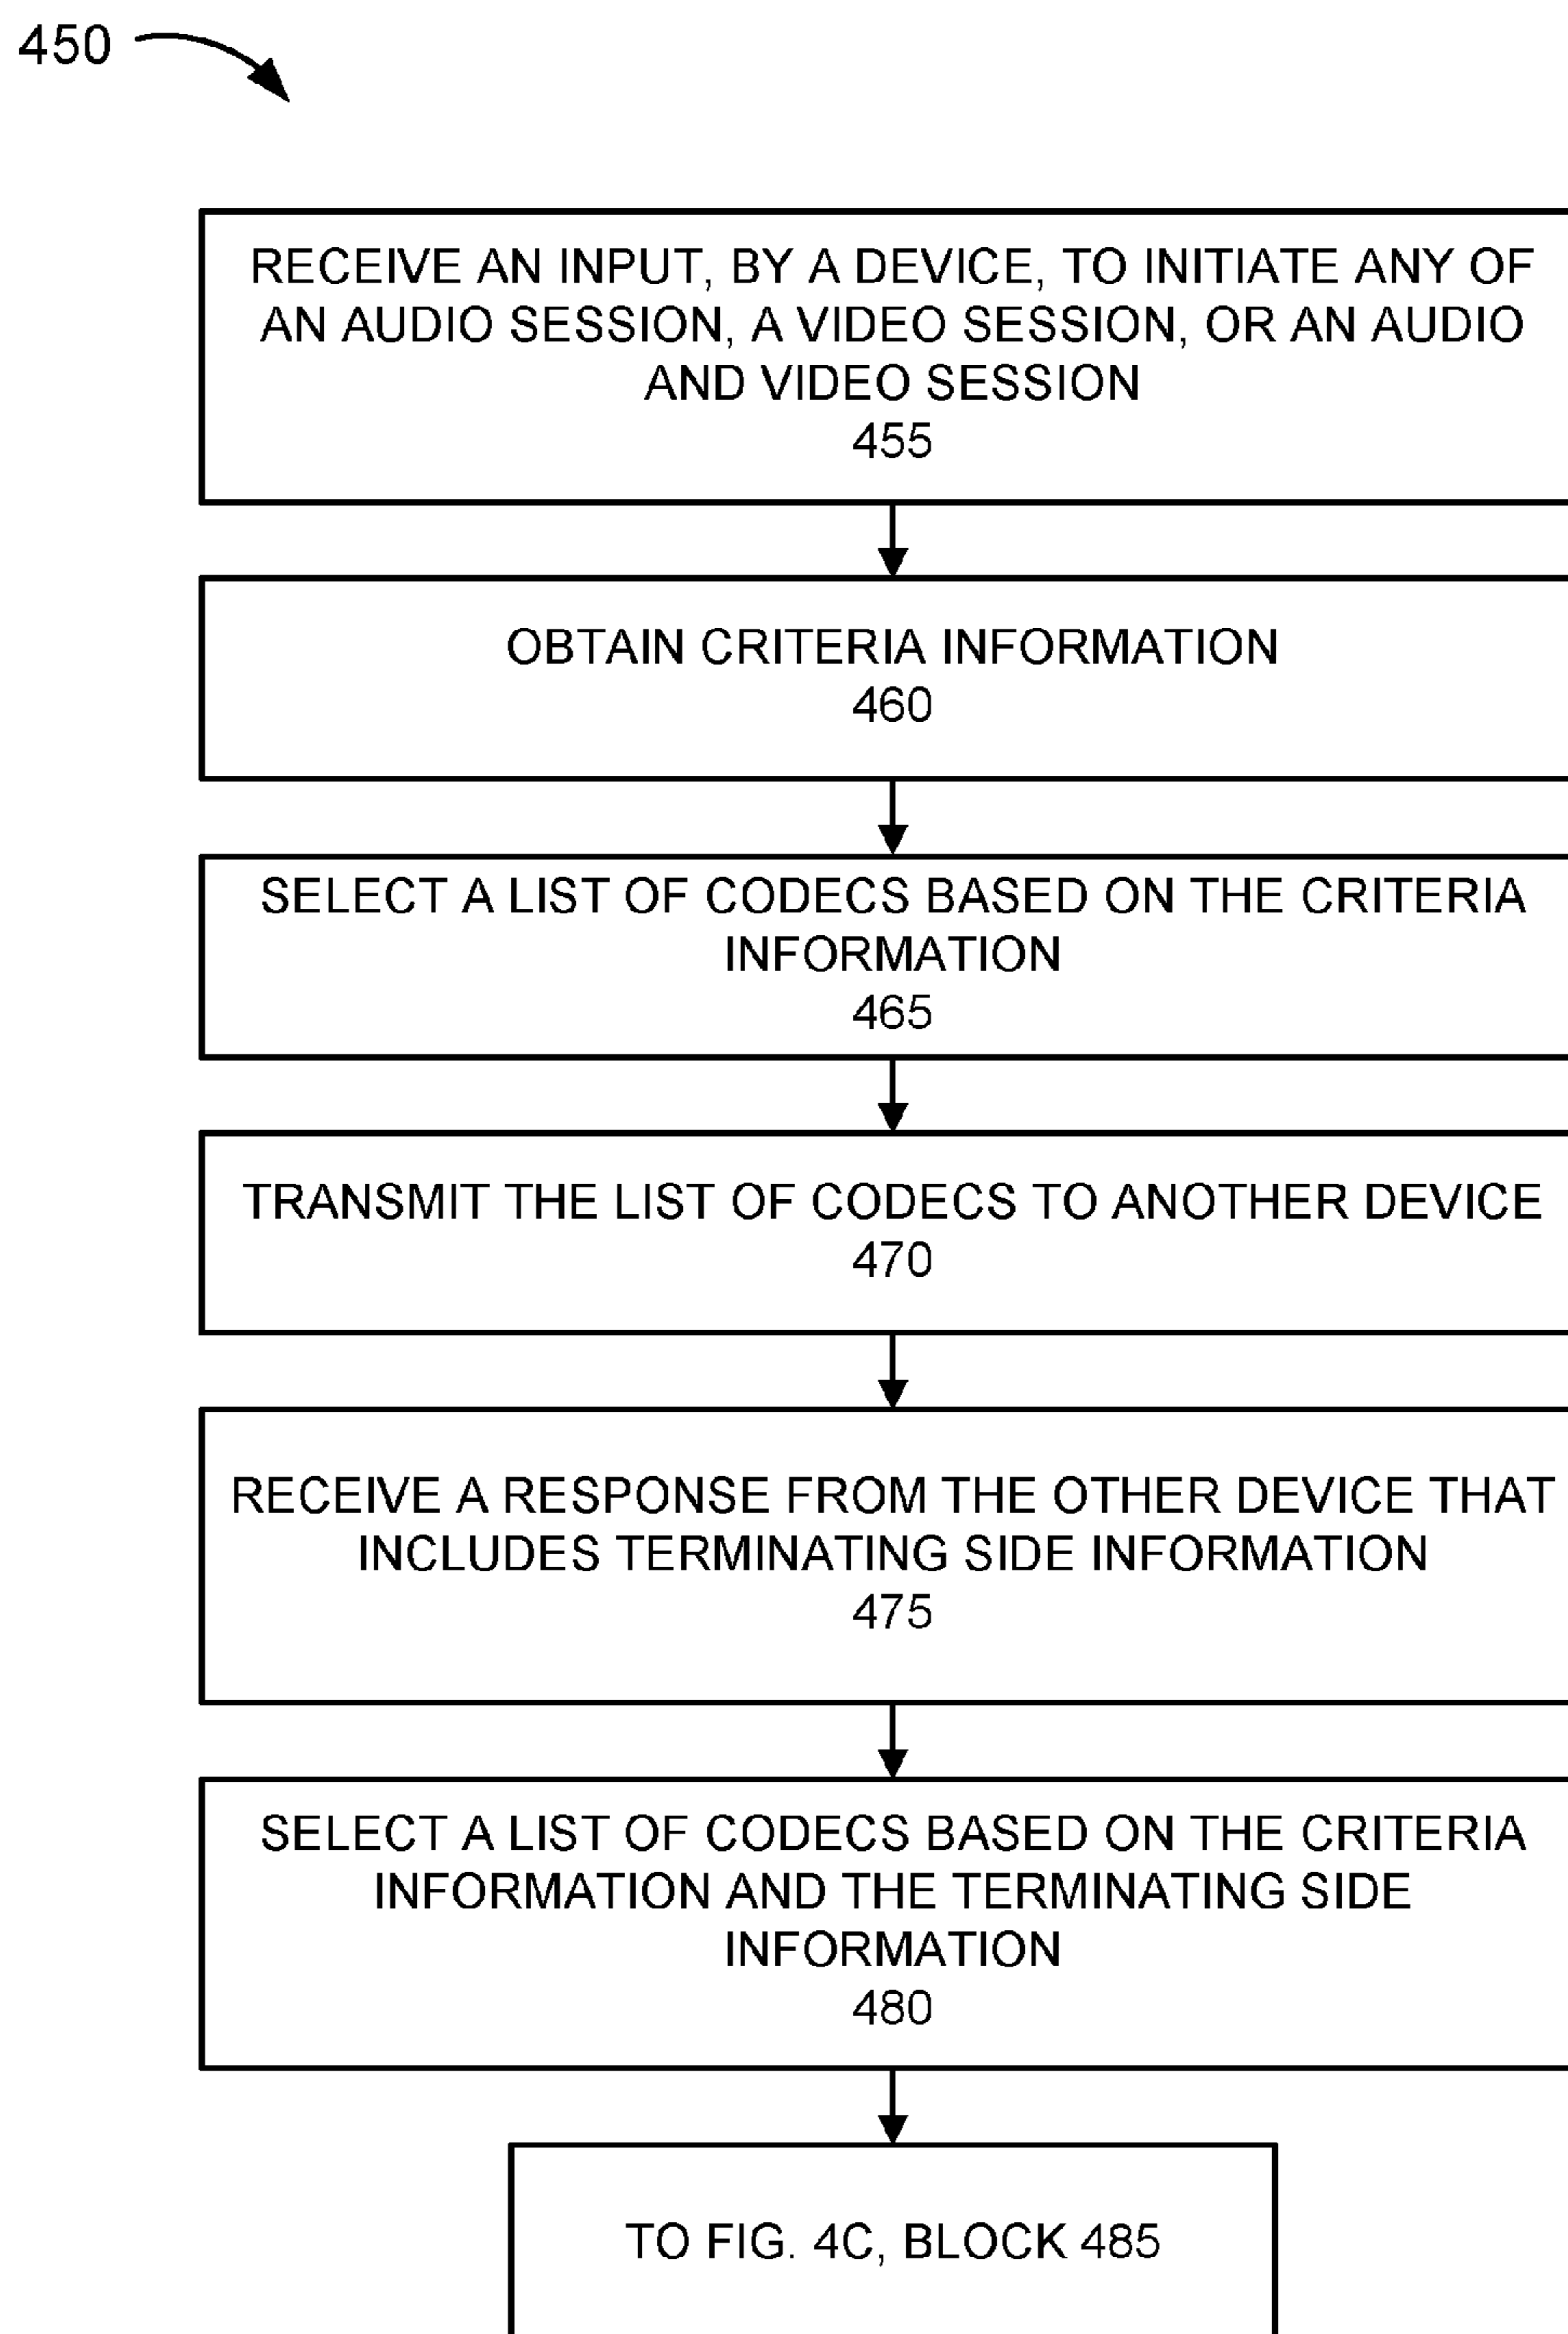 450
RECEIVE AN INPUT, BY A DEVICE, TO INITIATE ANY OF
AN AUDIO SESSION, A VIDEO SESSION, OR AN AUDIO
AND VIDEO SESSION
455
OBTAIN CRITERIA INFORMATION
460
SELECT A LIST OF CODECS BASED ON THE CRITERIA
INFORMATION
465
TRANSMIT THE LIST OF CODECS TO ANOTHER DEVICE
470
RECEIVE A RESPONSE FROM THE OTHER DEVICE THAT
INCLUDES TERMINATING SIDE INFORMATION
475
SELECT A LIST OF CODECS BASED ON THE CRITERIA
INFORMATION AND THE TERMINATING SIDE
INFORMATION
480
TO FIG. 4C, BLOCK 485